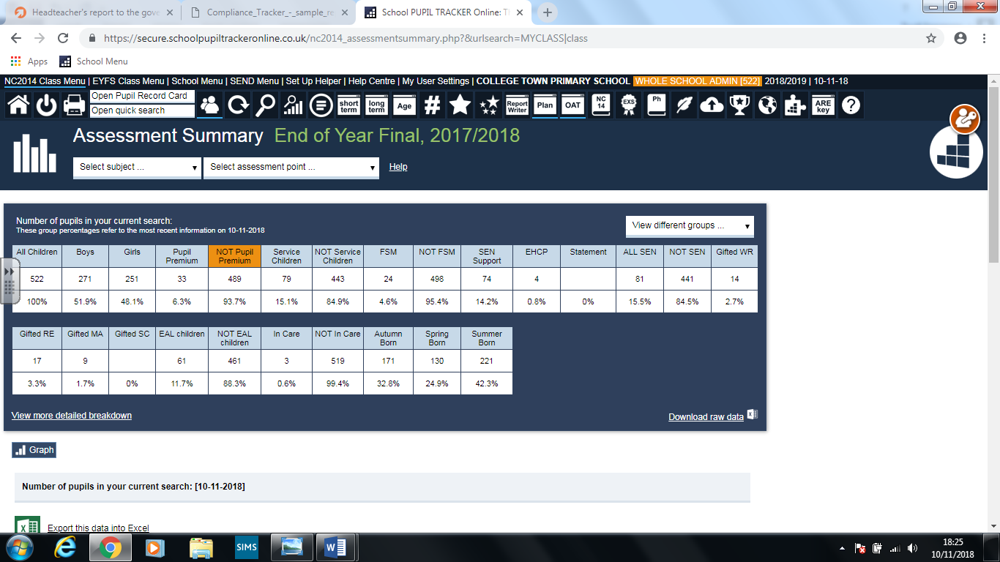 Headteacher's report to the gove
Compliance_Tracker_-_sample_re
School PUPIL TRACKER Online: T
https://secure.schoolpupiltrackeronline.co.uk/nc2014_assessmentsummary.php?&urlsearch=MYCLASS|class
Apps School Menu
NC2014 Class Menu | EYFS Class Menu | School Menu | SEND Menu | Set Up Helper | Help Centre | My User Settings | COLLEGE TOWN PRIMARY SCHOOL WHOLE SCHOOL ADMIN [522] 2018/2019 | 10-11-18
Open Pupil Record Card
Open quick search
short term
long term
Age
#
Report Writer
Plan
OAT
NC 14
EXS
Ph
ARE key
?
Assessment Summary End of Year Final, 2017/2018
Select subject ... Select assessment point ... Help
Number of pupils in your current search:
These group percentages refer to the most recent information on 10-11-2018
View different groups ...
All Children Boys Girls Pupil Premium NOT Pupil Premium Service Children NOT Service Children FSM NOT FSM SEN Support EHCP Statement ALL SEN NOT SEN Gifted WR
522 271 251 33 489 79 443 24 498 74 4 81 441 14
100% 51.9% 48.1% 6.3% 93.7% 15.1% 84.9% 4.6% 95.4% 14.2% 0.8% 0% 15.5% 84.5% 2.7%
Gifted RE Gifted MA Gifted SC EAL children NOT EAL children In Care NOT In Care Autumn Born Spring Born Summer Born
17 9 61 461 3 519 171 130 221
3.3% 1.7% 0% 11.7% 88.3% 0.6% 99.4% 32.8% 24.9% 42.3%
View more detailed breakdown
Download raw data
Graph
Number of pupils in your current search: [10-11-2018]
Export this data into Excel
SIMS
18:25
10/11/2018